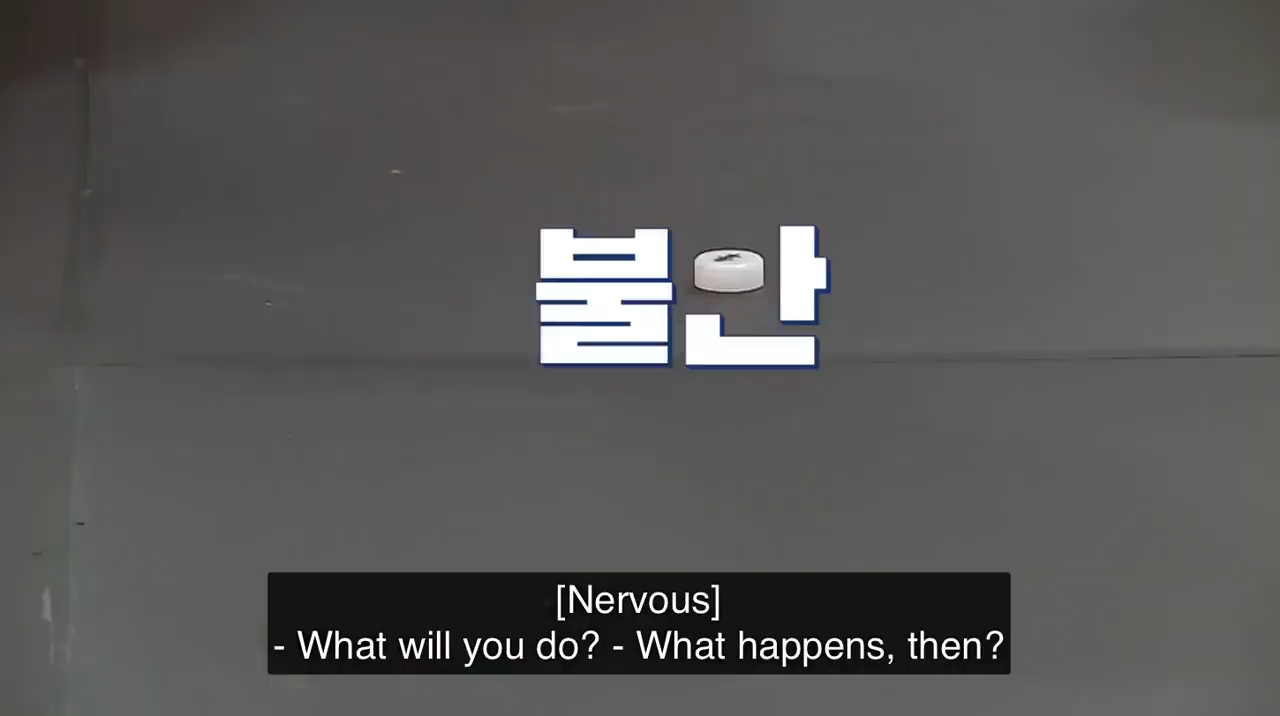 불안
[Nervous]
- What will you do? - What happens, then?